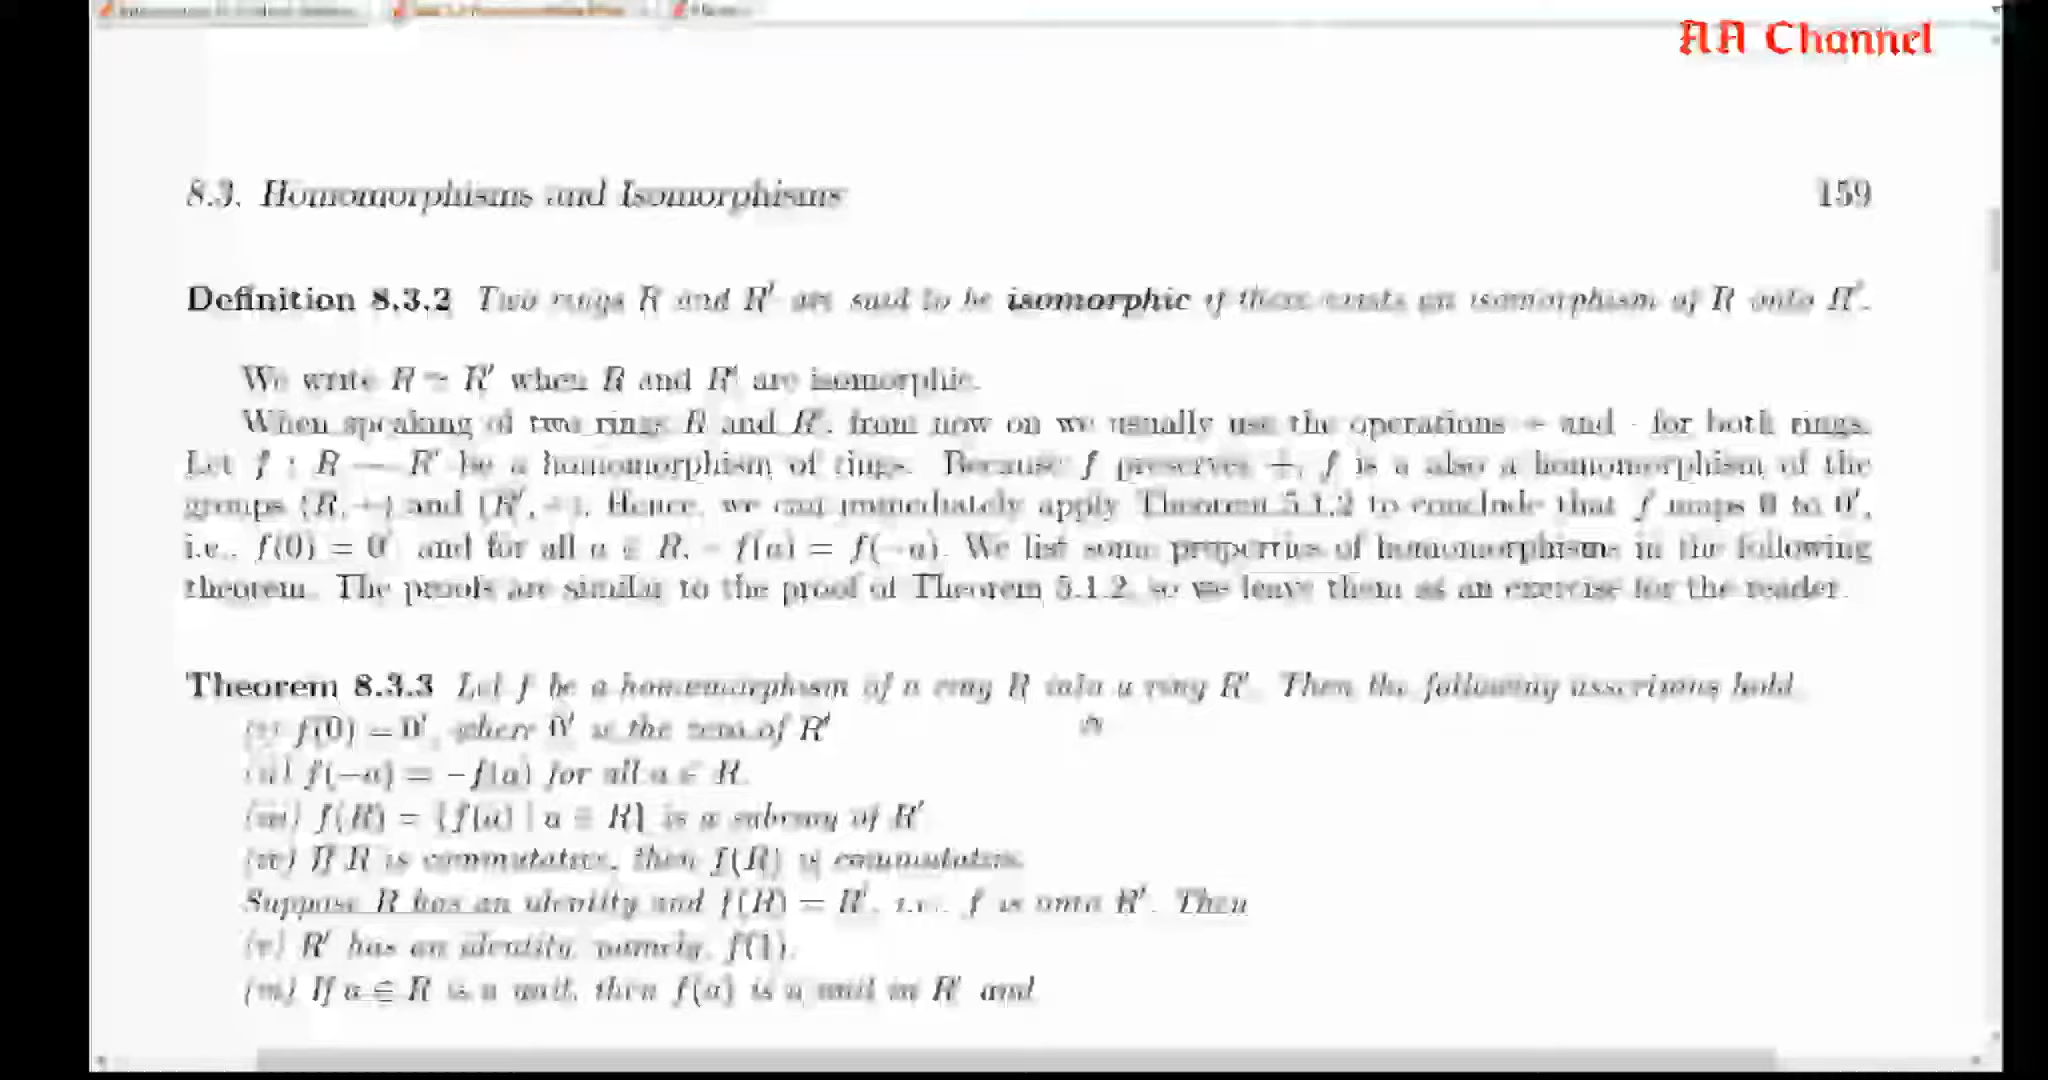 AA Channel
8.3. Homomorphisms and Isomorphisms 159
Definition 8.3.2 Two rings R and R′ are said to be isomorphic if there exists an isomorphism of R onto R′.
We write R ≃ R′ when R and R′ are isomorphic.
When speaking of two rings R and R′, from now on we usually use the operations + and · for both rings.
Let f : R → R′ be a homomorphism of rings. Because f preserves +, f is a also a homomorphism of the
groups (R, +) and (R′, +). Hence, we can immediately apply Theorem 5.1.2 to conclude that f maps 0 to 0′,
i.e., f(0) = 0′ and for all a ∈ R, − f(a) = f(−a). We list some properties of homomorphisms in the following
theorem. The proofs are similar to the proof of Theorem 5.1.2, so we leave them as an exercise for the reader.
Theorem 8.3.3 Let f be a homomorphism of a ring R into a ring R′. Then the following assertions hold
(i) f(0) = 0′, where 0′ is the zero of R′
(ii) f(−a) = −f(a) for all a ∈ R.
(iii) f(R) = {f(a) | a ∈ R} is a subring of R′
(iv) If R is commutative, then f(R) is commutative.
Suppose R has an identity and f(R) = R′, i.e., f is onto R′. Then
(v) R′ has an identity, namely, f(1).
(vi) If a ∈ R is a unit, then f(a) is a unit in R′ and